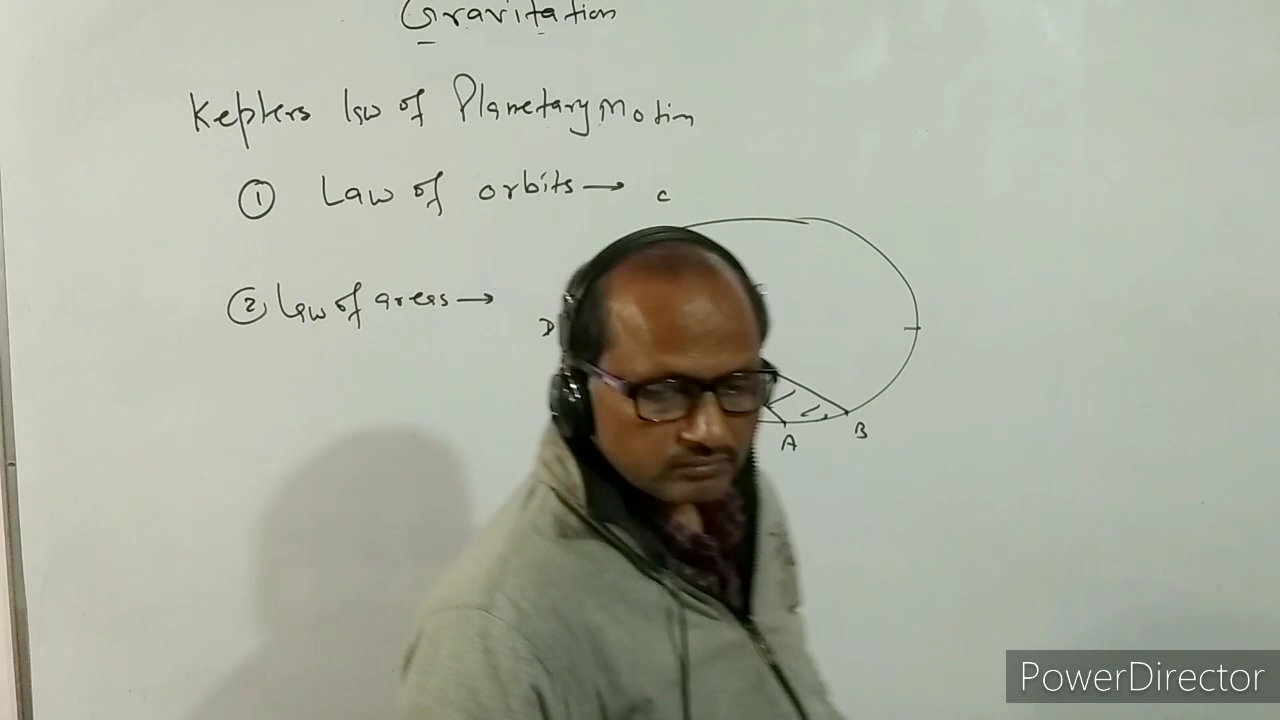 Gravitation
Keplers law of Planetary Motion
① Law of orbits →
C
② Law of areas →
D
A
B
PowerDirector